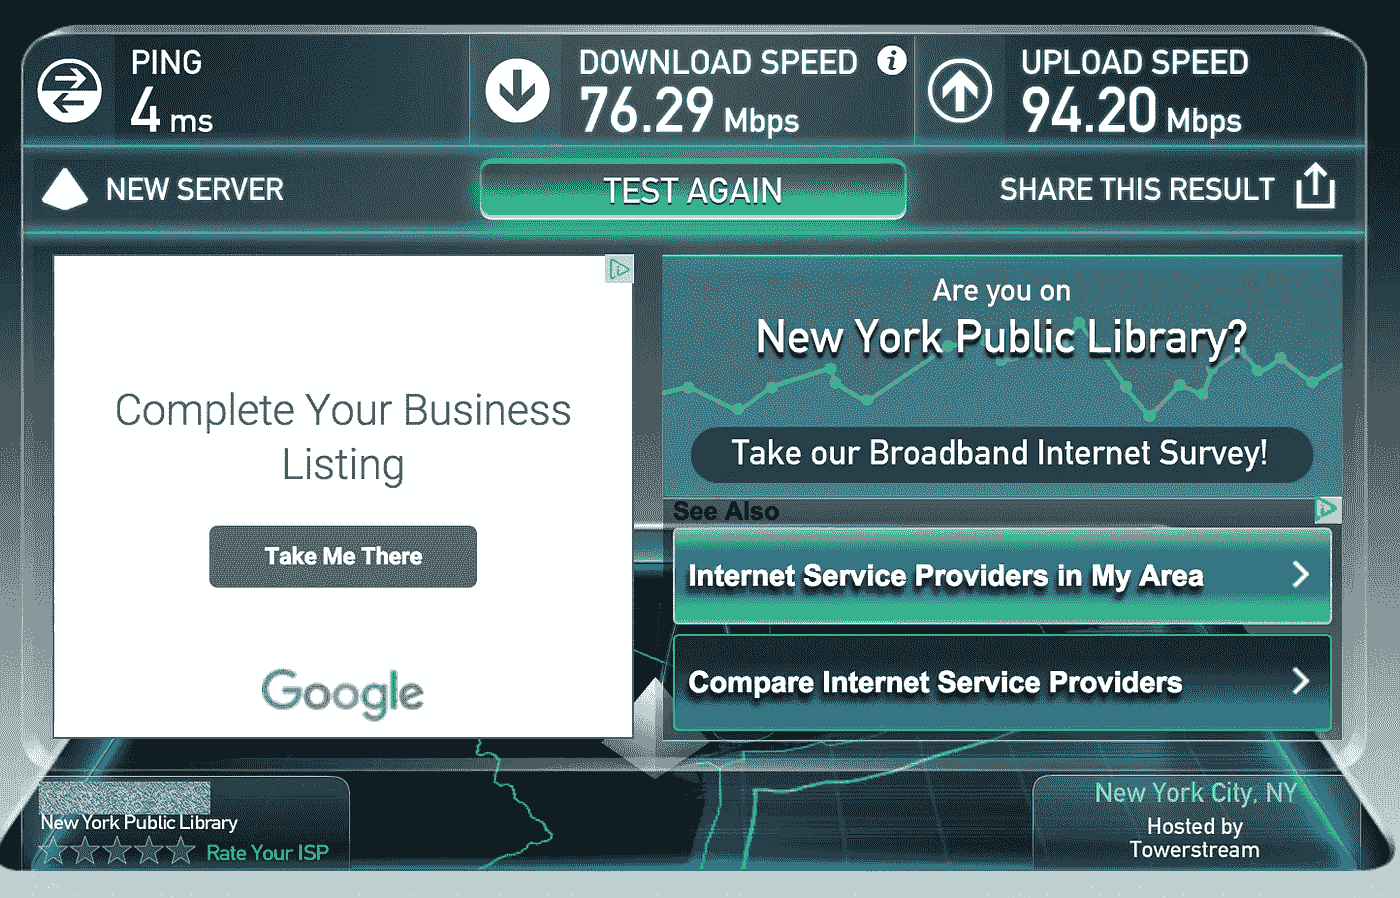 PING
4 ms
DOWNLOAD SPEED
76.29 Mbps
UPLOAD SPEED
94.20 Mbps
NEW SERVER
TEST AGAIN
SHARE THIS RESULT
Complete Your Business
Listing
Take Me There
Google
Are you on
New York Public Library?
Take our Broadband Internet Survey!
See Also
Internet Service Providers in My Area
Compare Internet Service Providers
New York Public Library
Rate Your ISP
New York City, NY
Hosted by
Towerstream